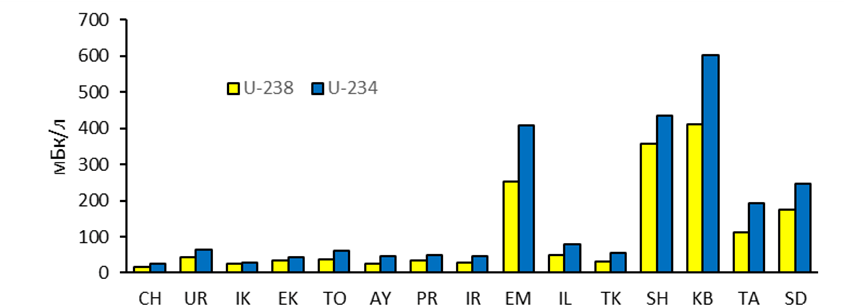 700
600
500
400
300
200
100
0
мБк/л
U-238 U-234
CH UR IK EK TO AY PR IR EM IL TK SH KB TA SD